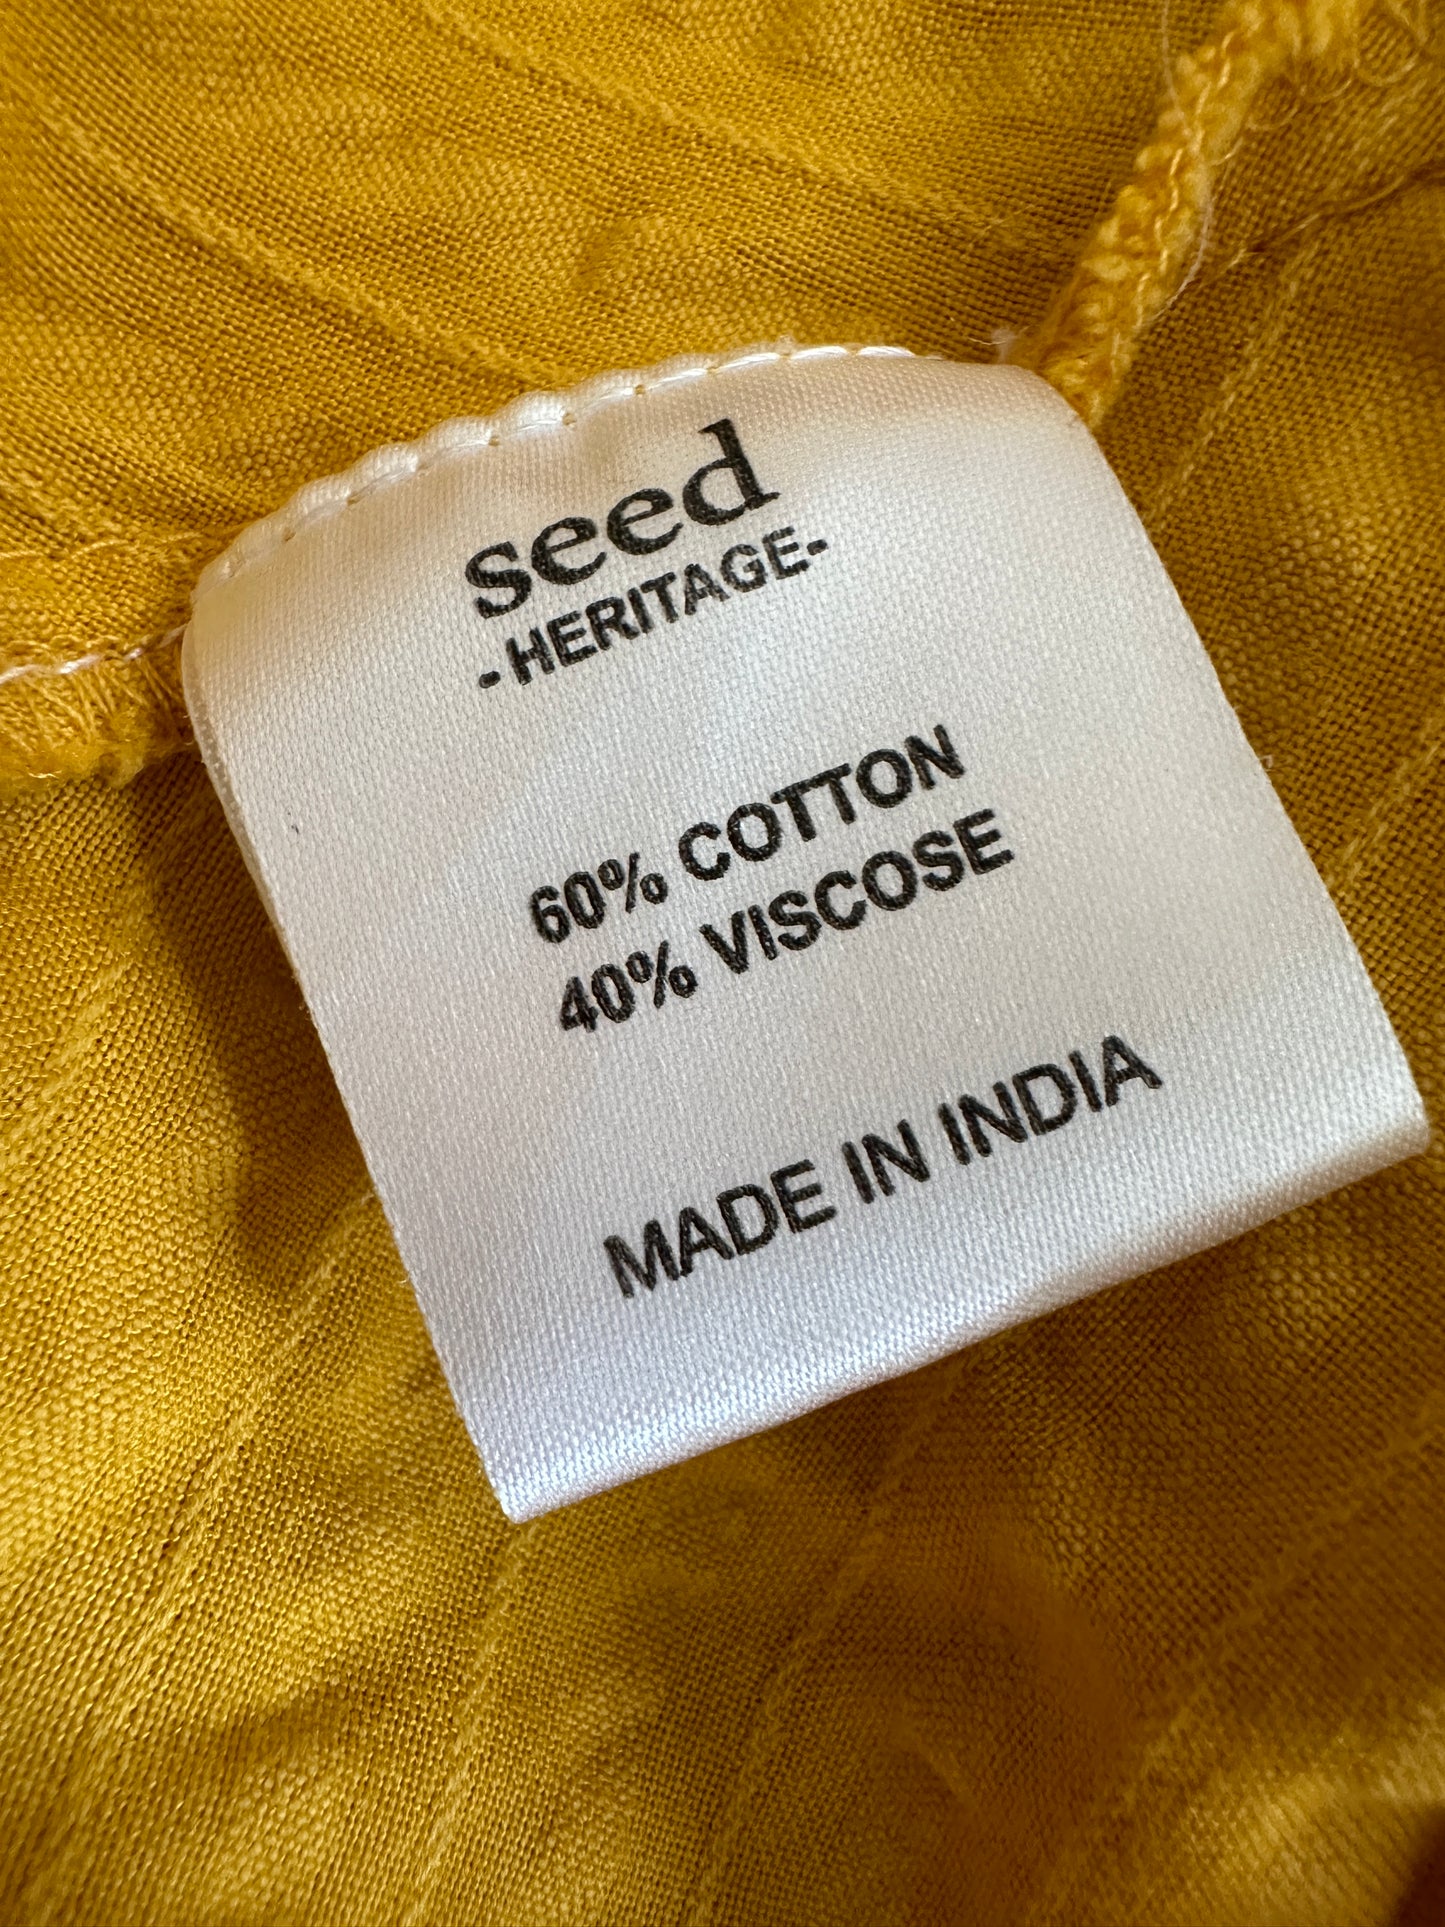 seed
-HERITAGE-
60% COTTON
40% VISCOSE
MADE IN INDIA